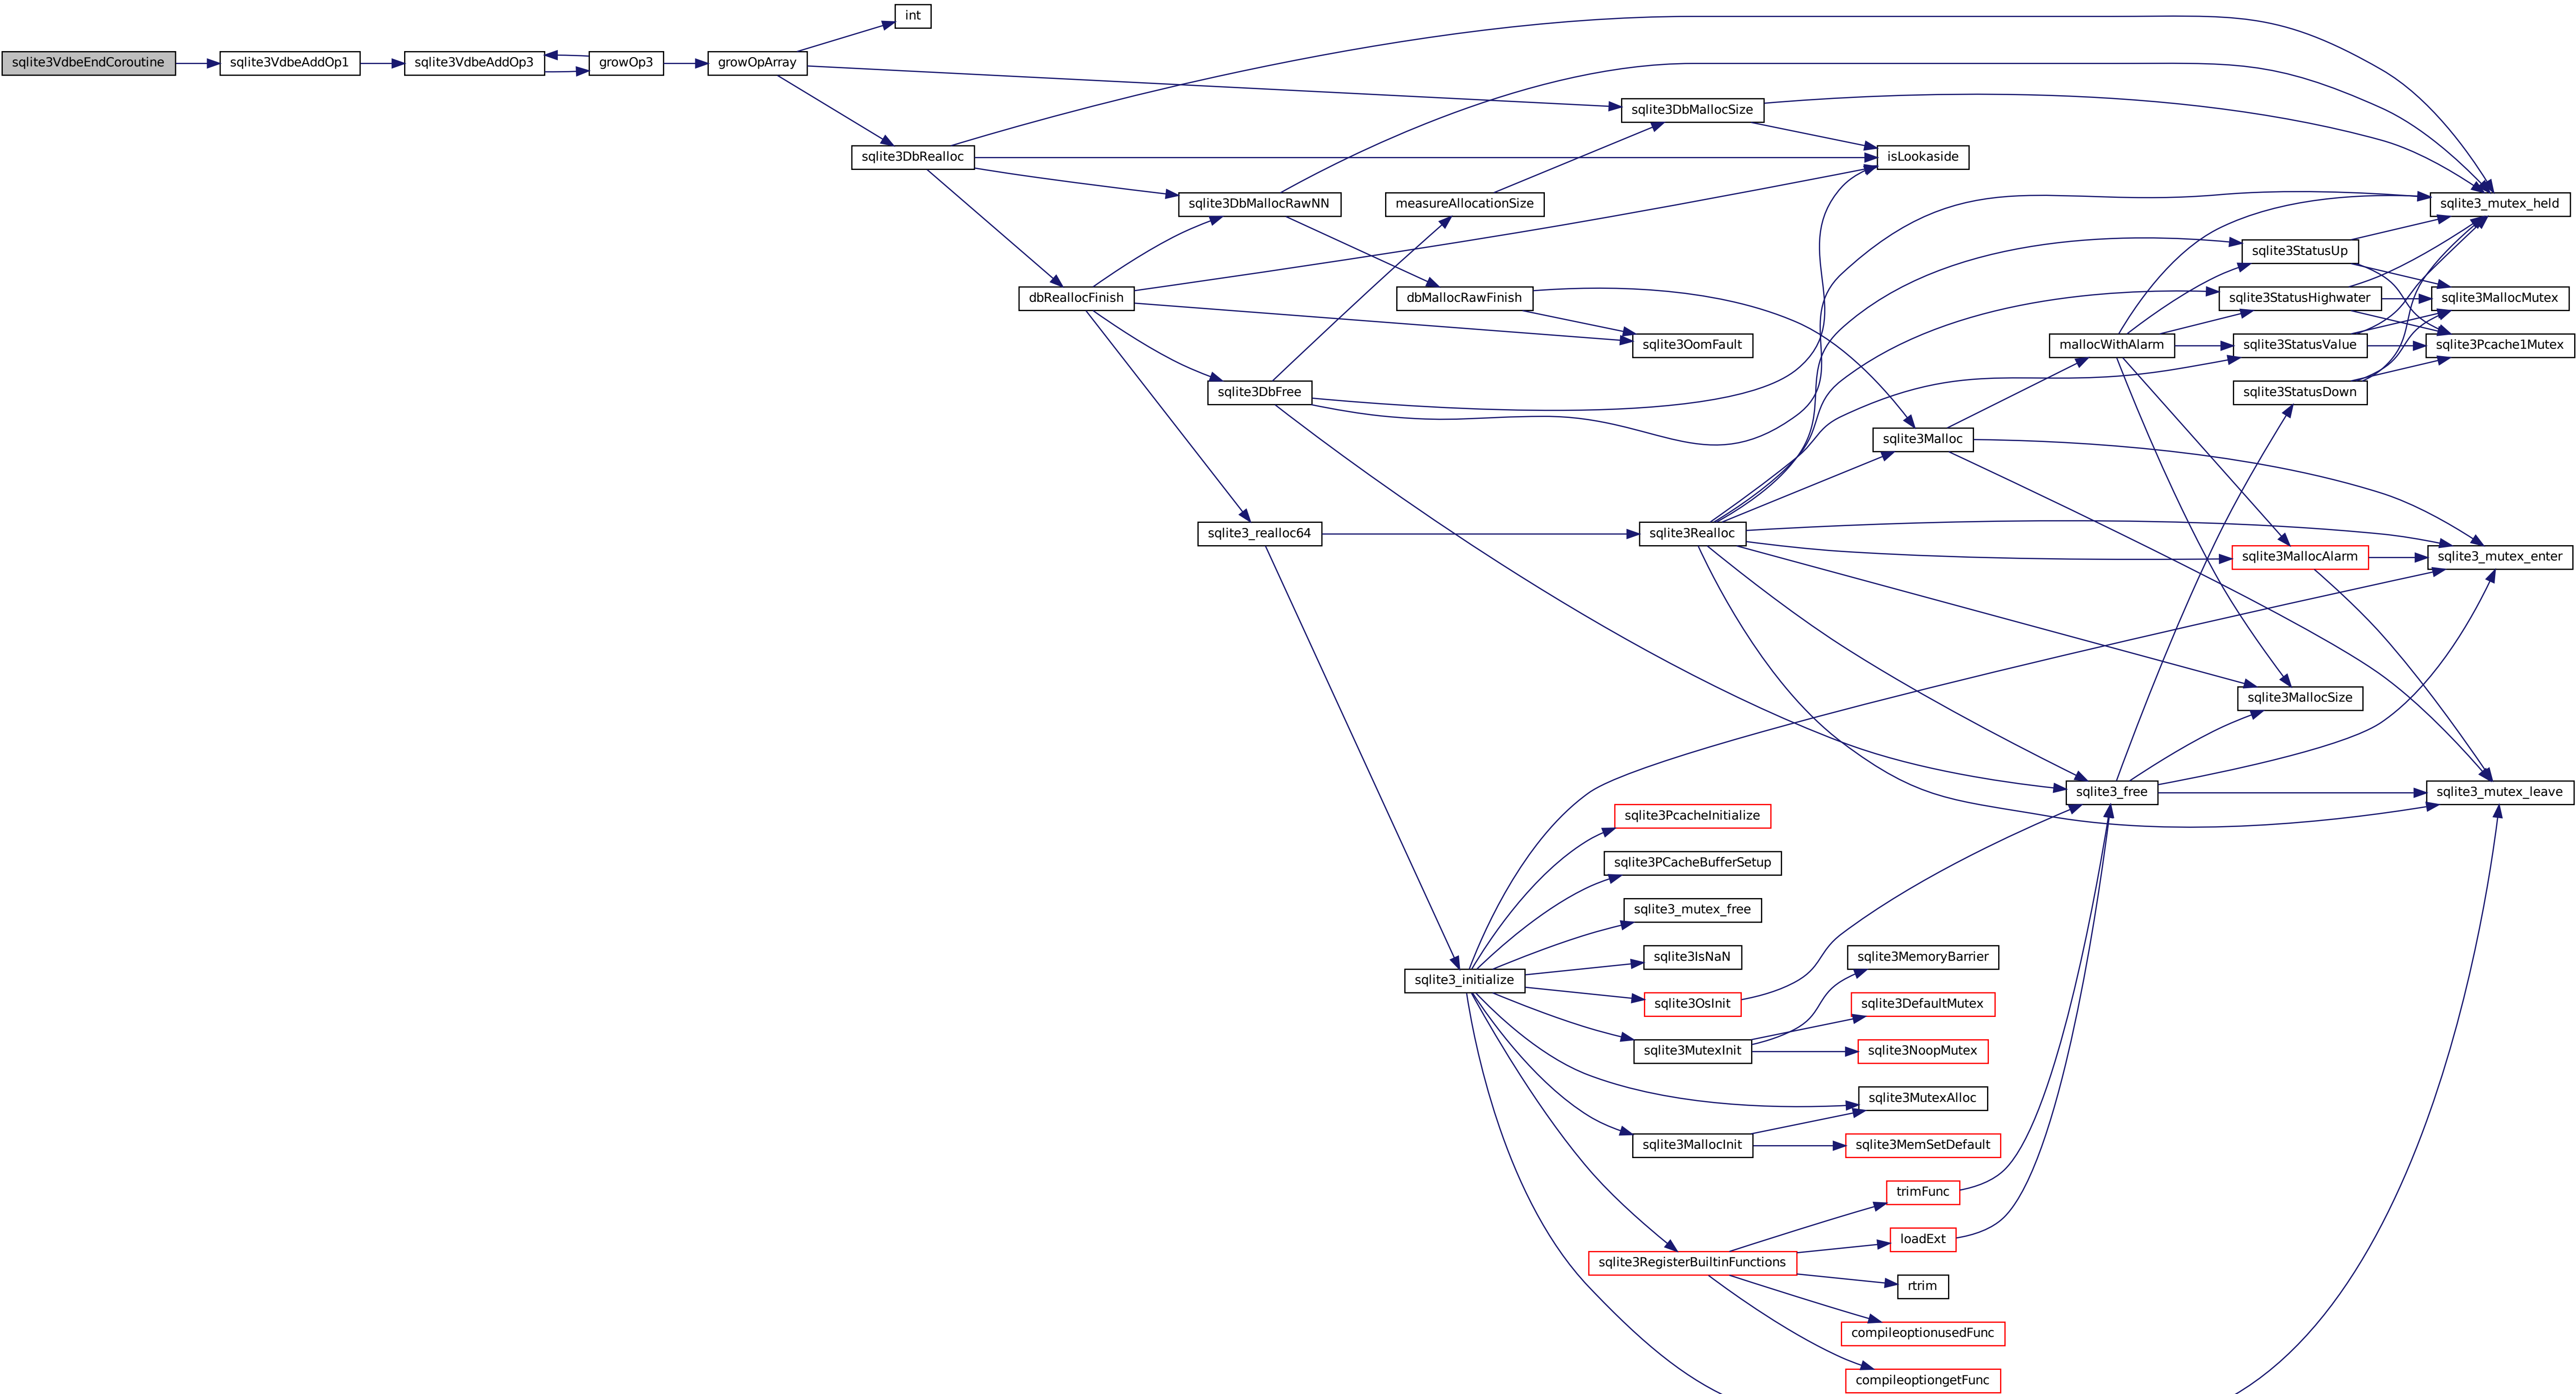 int
sqlite3VdbeEndCoroutine
sqlite3VdbeAddOp1
sqlite3VdbeAddOp3
growOp3
growOpArray
sqlite3DbMallocSize
sqlite3DbRealloc
isLookaside
sqlite3DbMallocRawNN
measureAllocationSize
sqlite3_mutex_held
sqlite3StatusUp
dbReallocFinish
dbMallocRawFinish
sqlite3StatusHighwater
sqlite3MallocMutex
sqlite3OomFault
mallocWithAlarm
sqlite3StatusValue
sqlite3Pcache1Mutex
sqlite3DbFree
sqlite3StatusDown
sqlite3Malloc
sqlite3_realloc64
sqlite3Realloc
sqlite3MallocAlarm
sqlite3_mutex_enter
sqlite3MallocSize
sqlite3_free
sqlite3_mutex_leave
sqlite3PcacheInitialize
sqlite3PCacheBufferSetup
sqlite3_mutex_free
sqlite3IsNaN
sqlite3MemoryBarrier
sqlite3_initialize
sqlite3OsInit
sqlite3DefaultMutex
sqlite3MutexInit
sqlite3NoopMutex
sqlite3MutexAlloc
sqlite3MallocInit
sqlite3MemSetDefault
trimFunc
loadExt
sqlite3RegisterBuiltinFunctions
rtrim
compileoptionusedFunc
compileoptiongetFunc